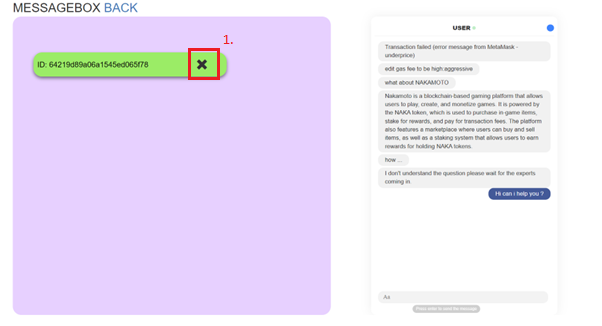 MESSAGEBOX BACK
1.
ID: 64219d89a06a1545ed065f78
USER
Transaction failed (error message from MetaMask -
underprice)
edit gas fee to be high:aggressive
what about NAKAMOTO
Nakamoto is a blockchain-based gaming platform that allows
users to play, create, and monetize games. It is powered by
the NAKA token, which is used to purchase in-game items,
stake for rewards, and pay for transaction fees. The platform
also features a marketplace where users can buy and sell
items, as well as a staking system that allows users to earn
rewards for holding NAKA tokens.
how ...
I don't understand the question please wait for the experts
coming in.
Hi can i help you ?
Aa
Press enter to send the message